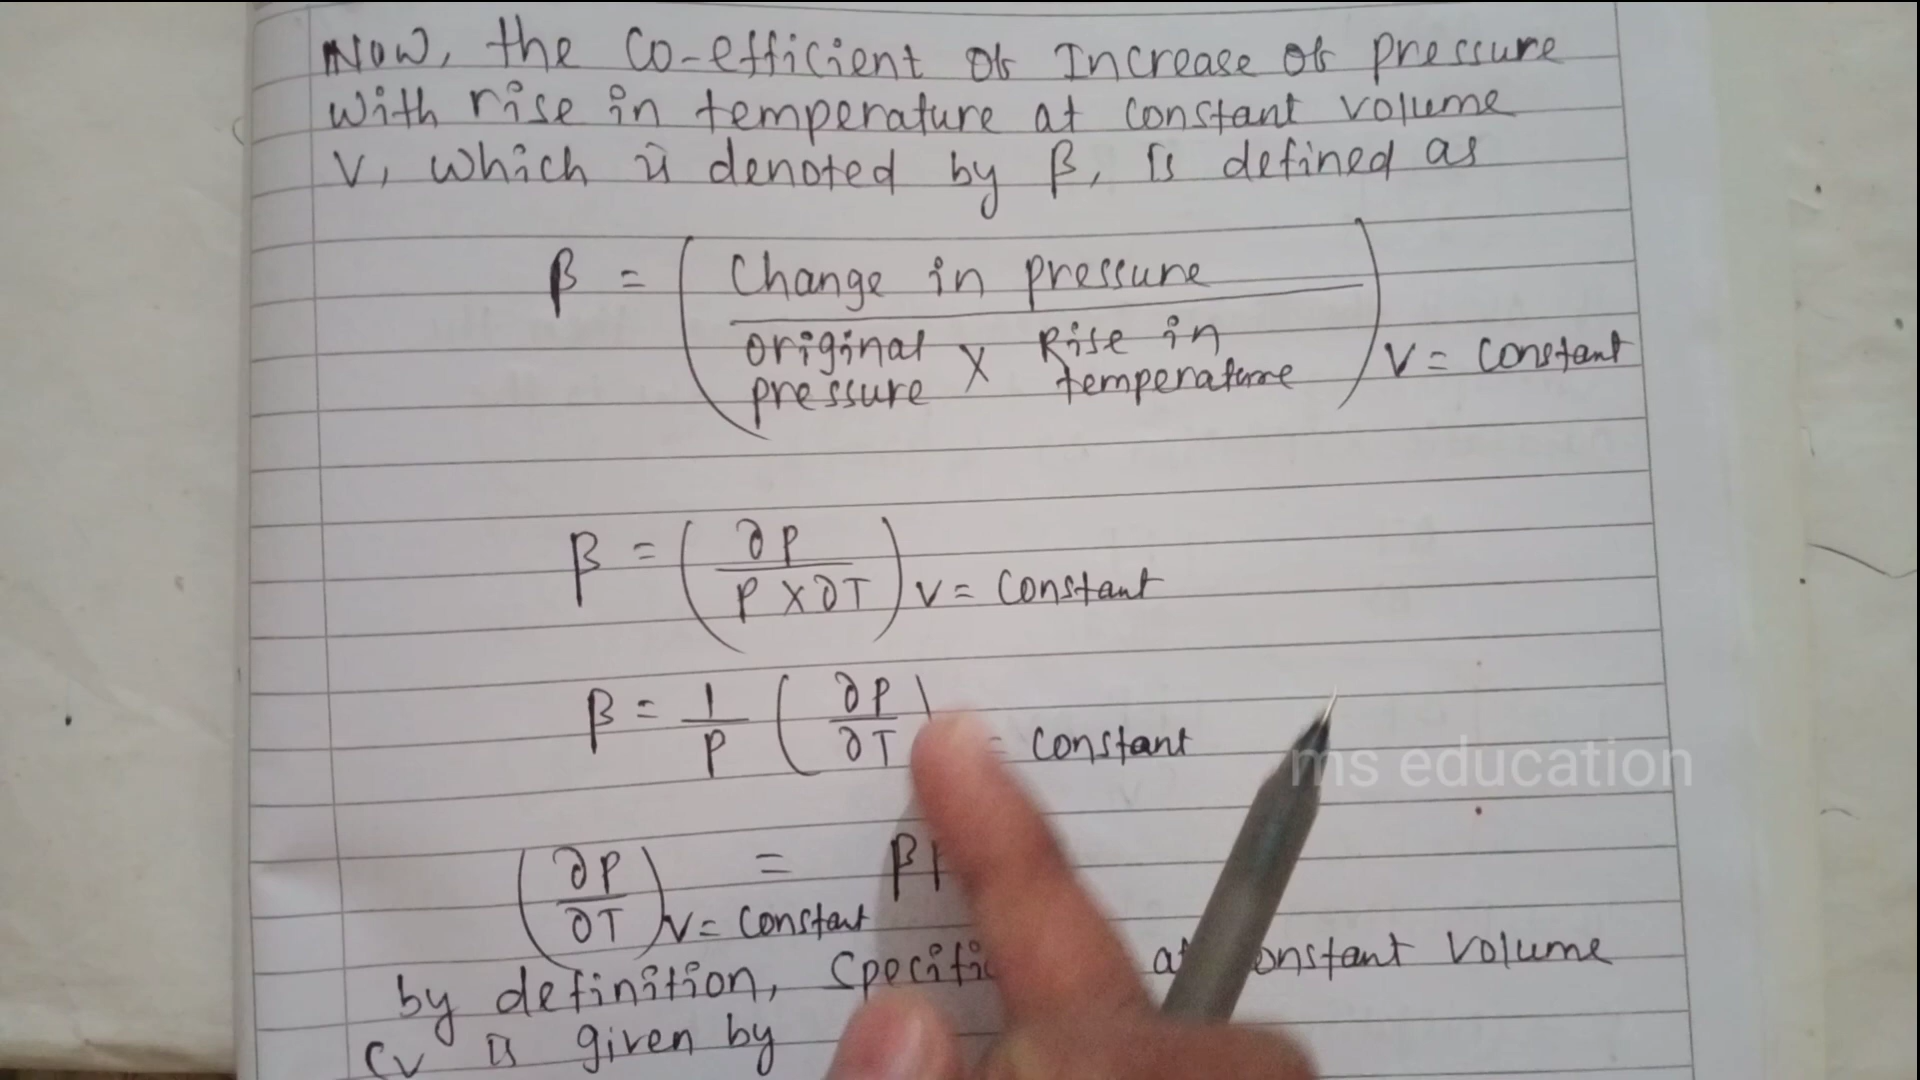 Now, the co-efficient of Increase of pressure
with rise in temperature at constant volume
V, which is denoted by β, is defined as
β = ( Change in pressure
original pressure × Rise in temperature ) V = constant
β = ( ∂P / P × ∂T ) V = constant
β = 1/P ( ∂P / ∂T ) = constant
ms education
( ∂P / ∂T ) V = constant = β
by definition, at constant volume
Cv is given by